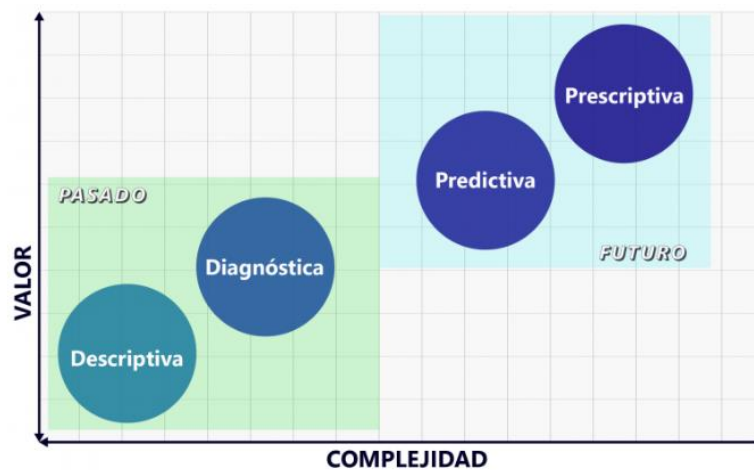 Prescriptiva
Predictiva
PASADO
FUTURO
Diagnóstica
Descriptiva
VALOR
COMPLEJIDAD